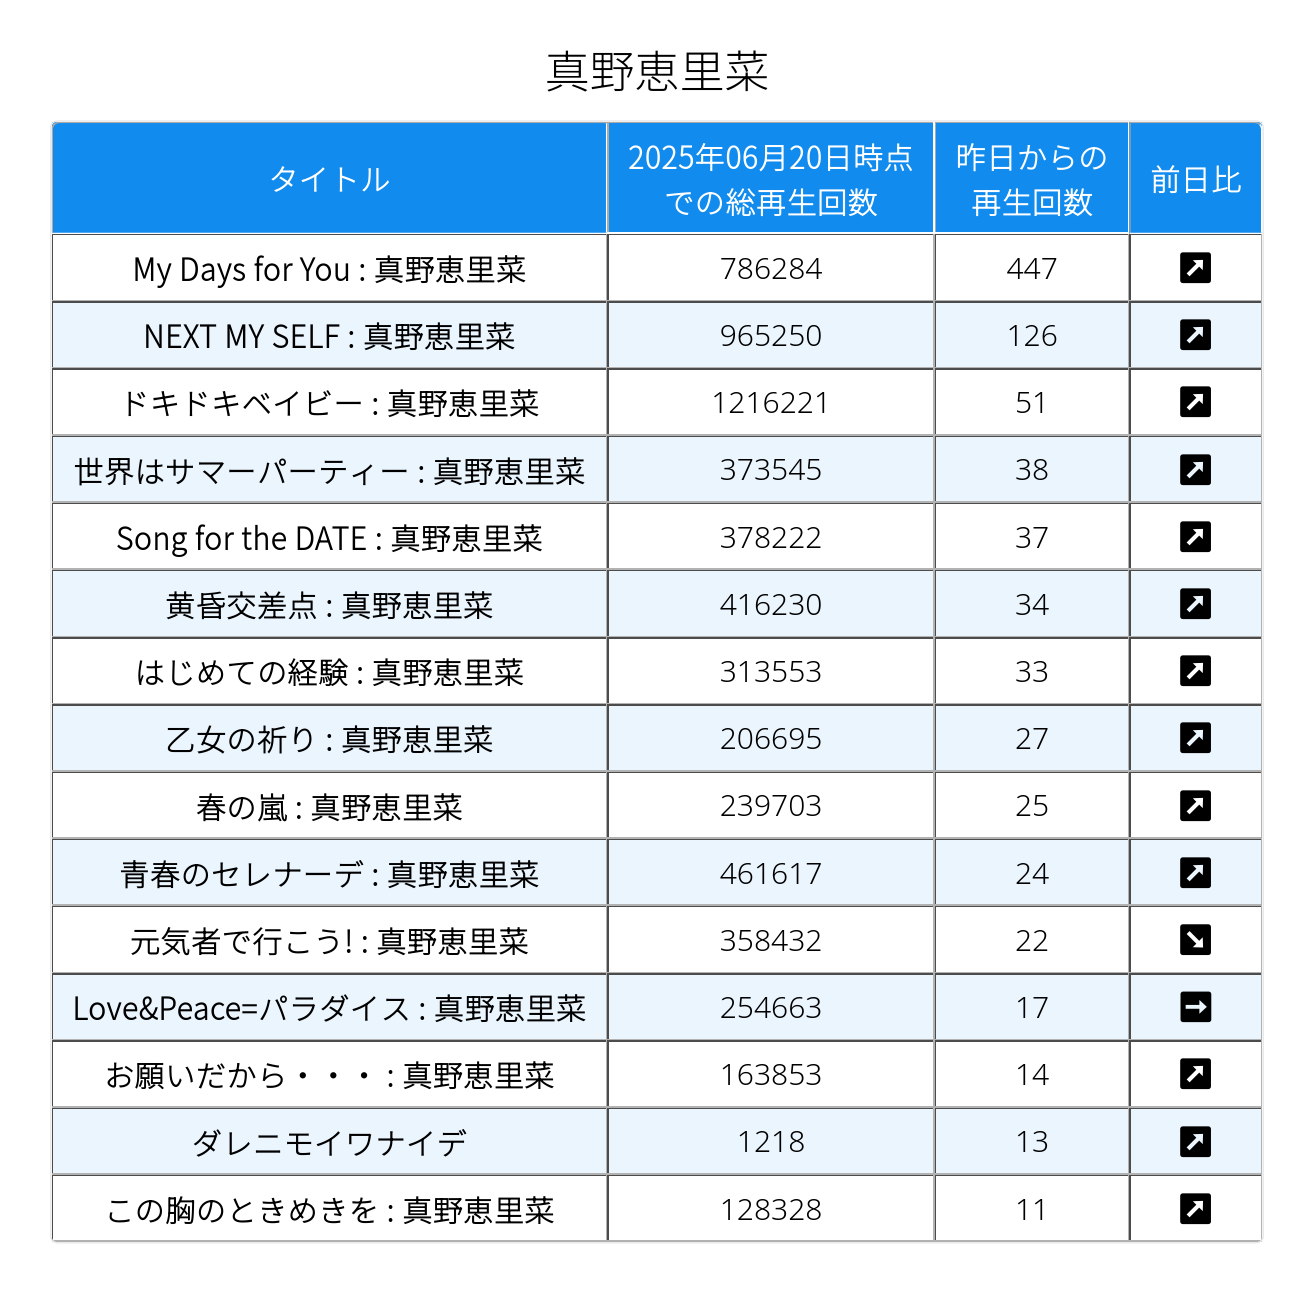 真野恵里菜
タイトル 2025年06月20日時点での総再生回数 昨日からの再生回数 前日比
My Days for You : 真野恵里菜 786284 447 ↗
NEXT MY SELF : 真野恵里菜 965250 126 ↗
ドキドキベイビー : 真野恵里菜 1216221 51 ↗
世界はサマーパーティー : 真野恵里菜 373545 38 ↗
Song for the DATE : 真野恵里菜 378222 37 ↗
黄昏交差点 : 真野恵里菜 416230 34 ↗
はじめての経験 : 真野恵里菜 313553 33 ↗
乙女の祈り : 真野恵里菜 206695 27 ↗
春の嵐 : 真野恵里菜 239703 25 ↗
青春のセレナーデ : 真野恵里菜 461617 24 ↗
元気者で行こう! : 真野恵里菜 358432 22 ↘
Love&Peace=パラダイス : 真野恵里菜 254663 17 →
お願いだから・・・ : 真野恵里菜 163853 14 ↗
ダレニモイワナイデ 1218 13 ↗
この胸のときめきを : 真野恵里菜 128328 11 ↗